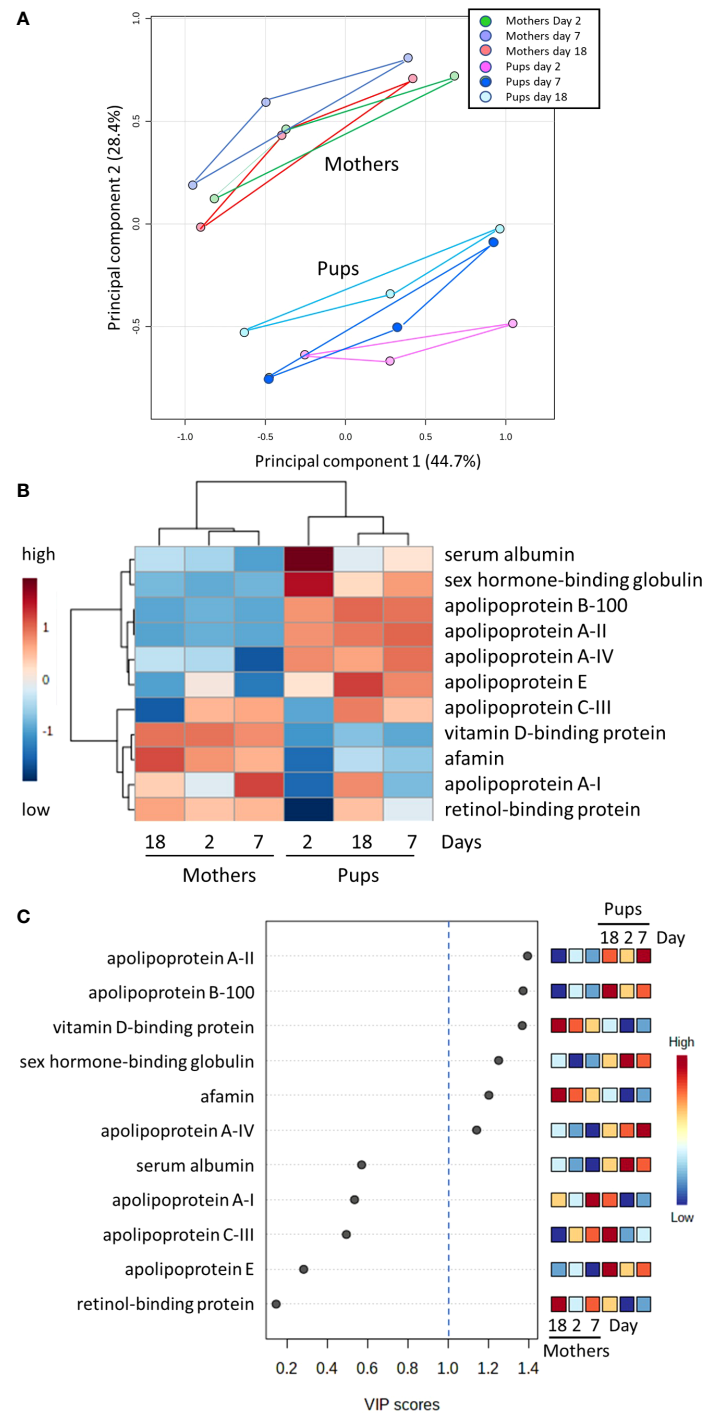 A
Mothers Day 2
Mothers day 7
Mothers day 18
Pups day 2
Pups day 7
Pups day 18
1.0
0.5
0.0
-0.5
Principal component 2 (28.4%)
Mothers
Pups
-1.0 -0.5 0.0 0.5 1.0
Principal component 1 (44.7%)
B
high
1
0
-1
low
serum albumin
sex hormone-binding globulin
apolipoprotein B-100
apolipoprotein A-II
apolipoprotein A-IV
apolipoprotein E
apolipoprotein C-III
vitamin D-binding protein
afamin
apolipoprotein A-I
retinol-binding protein
18 2 7 2 18 7 Days
Mothers Pups
C
Pups
18 2 7 Day
apolipoprotein A-II
apolipoprotein B-100
vitamin D-binding protein
sex hormone-binding globulin
afamin
apolipoprotein A-IV
serum albumin
apolipoprotein A-I
apolipoprotein C-III
apolipoprotein E
retinol-binding protein
High
Low
18 2 7 Day
Mothers
0.2 0.4 0.6 0.8 1.0 1.2 1.4
VIP scores